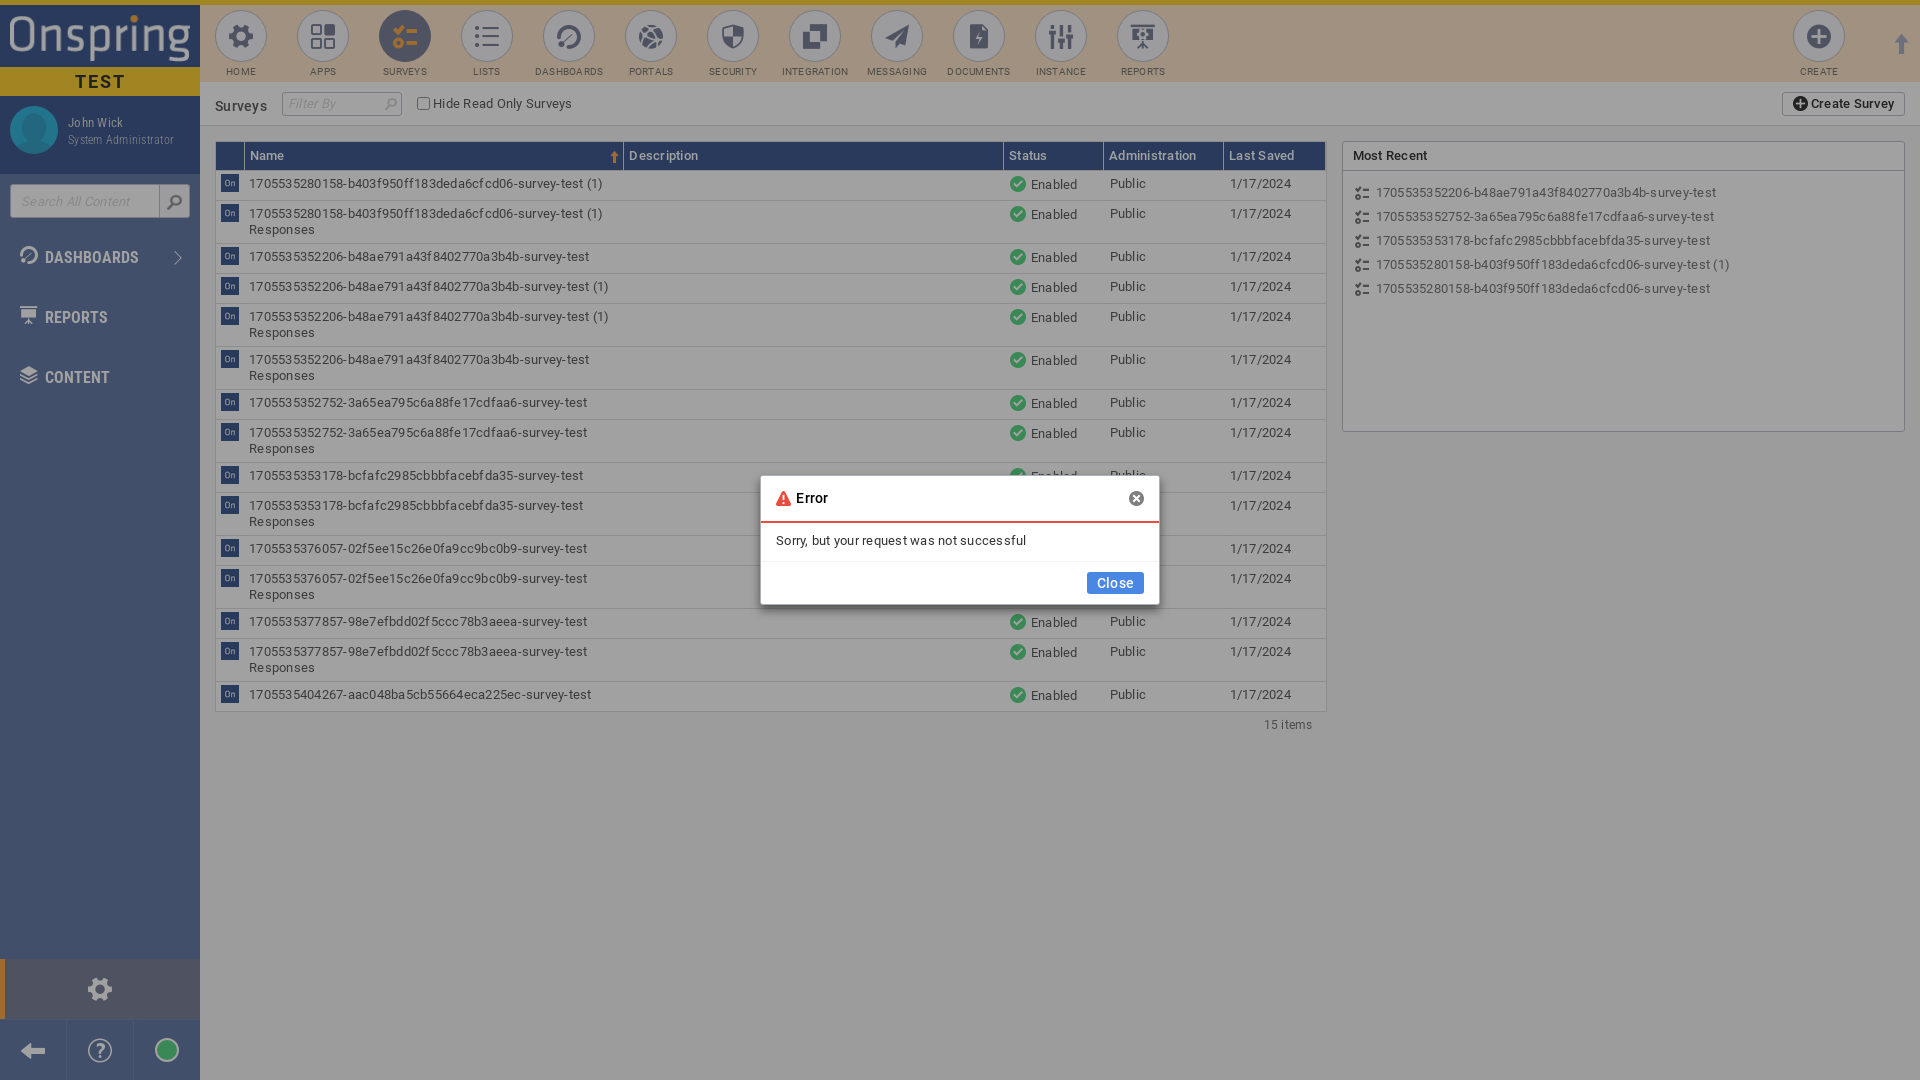 Onspring
TEST
John Wick
System Administrator
Search All Content
DASHBOARDS
REPORTS
CONTENT
HOME APPS SURVEYS LISTS DASHBOARDS PORTALS SECURITY INTEGRATION MESSAGING DOCUMENTS INSTANCE REPORTS CREATE
Surveys Filter By Hide Read Only Surveys Create Survey
Name Description Status Administration Last Saved
On 1705535280158-b403f950ff183deda6cfcd06-survey-test (1) Enabled Public 1/17/2024
On 1705535280158-b403f950ff183deda6cfcd06-survey-test (1) Enabled Public 1/17/2024
Responses
On 1705535352206-b48ae791a43f8402770a3b4b-survey-test Enabled Public 1/17/2024
On 1705535352206-b48ae791a43f8402770a3b4b-survey-test (1) Enabled Public 1/17/2024
On 1705535352206-b48ae791a43f8402770a3b4b-survey-test (1) Enabled Public 1/17/2024
Responses
On 1705535352206-b48ae791a43f8402770a3b4b-survey-test Enabled Public 1/17/2024
Responses
On 1705535352752-3a65ea795c6a88fe17cdfaa6-survey-test Enabled Public 1/17/2024
On 1705535352752-3a65ea795c6a88fe17cdfaa6-survey-test Enabled Public 1/17/2024
Responses
On 1705535353178-bcfafc2985cbbbfacebfda35-survey-test Enabled Public 1/17/2024
On 1705535353178-bcfafc2985cbbbfacebfda35-survey-test 1/17/2024
Responses
On 1705535376057-02f5ee15c26e0fa9cc9bc0b9-survey-test 1/17/2024
On 1705535376057-02f5ee15c26e0fa9cc9bc0b9-survey-test 1/17/2024
Responses
On 1705535377857-98e7efbdd02f5ccc78b3aeea-survey-test Enabled Public 1/17/2024
On 1705535377857-98e7efbdd02f5ccc78b3aeea-survey-test Enabled Public 1/17/2024
Responses
On 1705535404267-aac048ba5cb55664eca225ec-survey-test Enabled Public 1/17/2024
15 items
Most Recent
1705535352206-b48ae791a43f8402770a3b4b-survey-test
1705535352752-3a65ea795c6a88fe17cdfaa6-survey-test
1705535353178-bcfafc2985cbbbfacebfda35-survey-test
1705535280158-b403f950ff183deda6cfcd06-survey-test (1)
1705535280158-b403f950ff183deda6cfcd06-survey-test
Error
Sorry, but your request was not successful
Close